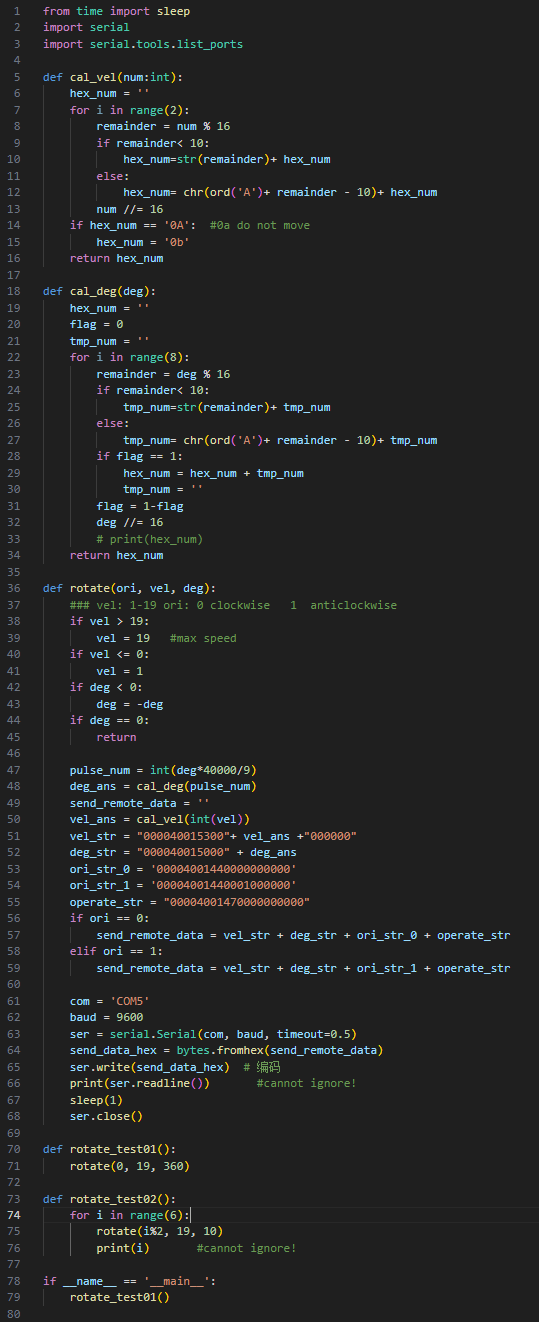 1 from time import sleep
2 import serial
3 import serial.tools.list_ports
4
5 def cal_vel(num:int):
6     hex_num = ''
7     for i in range(2):
8         remainder = num % 16
9         if remainder< 10:
10             hex_num=str(remainder)+ hex_num
11         else:
12             hex_num= chr(ord('A')+ remainder - 10)+ hex_num
13         num //= 16
14     if hex_num == '0A':  #0a do not move
15         hex_num = '0b'
16     return hex_num
17
18 def cal_deg(deg):
19     hex_num = ''
20     flag = 0
21     tmp_num = ''
22     for i in range(8):
23         remainder = deg % 16
24         if remainder< 10:
25             tmp_num=str(remainder)+ tmp_num
26         else:
27             tmp_num= chr(ord('A')+ remainder - 10)+ tmp_num
28         if flag == 1:
29             hex_num = hex_num + tmp_num
30             tmp_num = ''
31         flag = 1-flag
32         deg //= 16
33         # print(hex_num)
34     return hex_num
35
36 def rotate(ori, vel, deg):
37     ### vel: 1-19 ori: 0 clockwise   1  anticlockwise
38     if vel > 19:
39         vel = 19   #max speed
40     if vel <= 0:
41         vel = 1
42     if deg < 0:
43         deg = -deg
44     if deg == 0:
45         return
46
47     pulse_num = int(deg*40000/9)
48     deg_ans = cal_deg(pulse_num)
49     send_remote_data = ''
50     vel_ans = cal_vel(int(vel))
51     vel_str = "000040015300"+ vel_ans +"000000"
52     deg_str = "000040015000" + deg_ans
53     ori_str_0 = '00004001440000000000'
54     ori_str_1 = '00004001440001000000'
55     operate_str = "00004001470000000000"
56     if ori == 0:
57         send_remote_data = vel_str + deg_str + ori_str_0 + operate_str
58     elif ori == 1:
59         send_remote_data = vel_str + deg_str + ori_str_1 + operate_str
60
61     com = 'COM5'
62     baud = 9600
63     ser = serial.Serial(com, baud, timeout=0.5)
64     send_data_hex = bytes.fromhex(send_remote_data)
65     ser.write(send_data_hex)  # 编码
66     print(ser.readline())       #cannot ignore!
67     sleep(1)
68     ser.close()
69
70 def rotate_test01():
71     rotate(0, 19, 360)
72
73 def rotate_test02():
74     for i in range(6):
75         rotate(i%2, 19, 10)
76         print(i)       #cannot ignore!
77
78 if __name__ == '__main__':
79     rotate_test01()
80